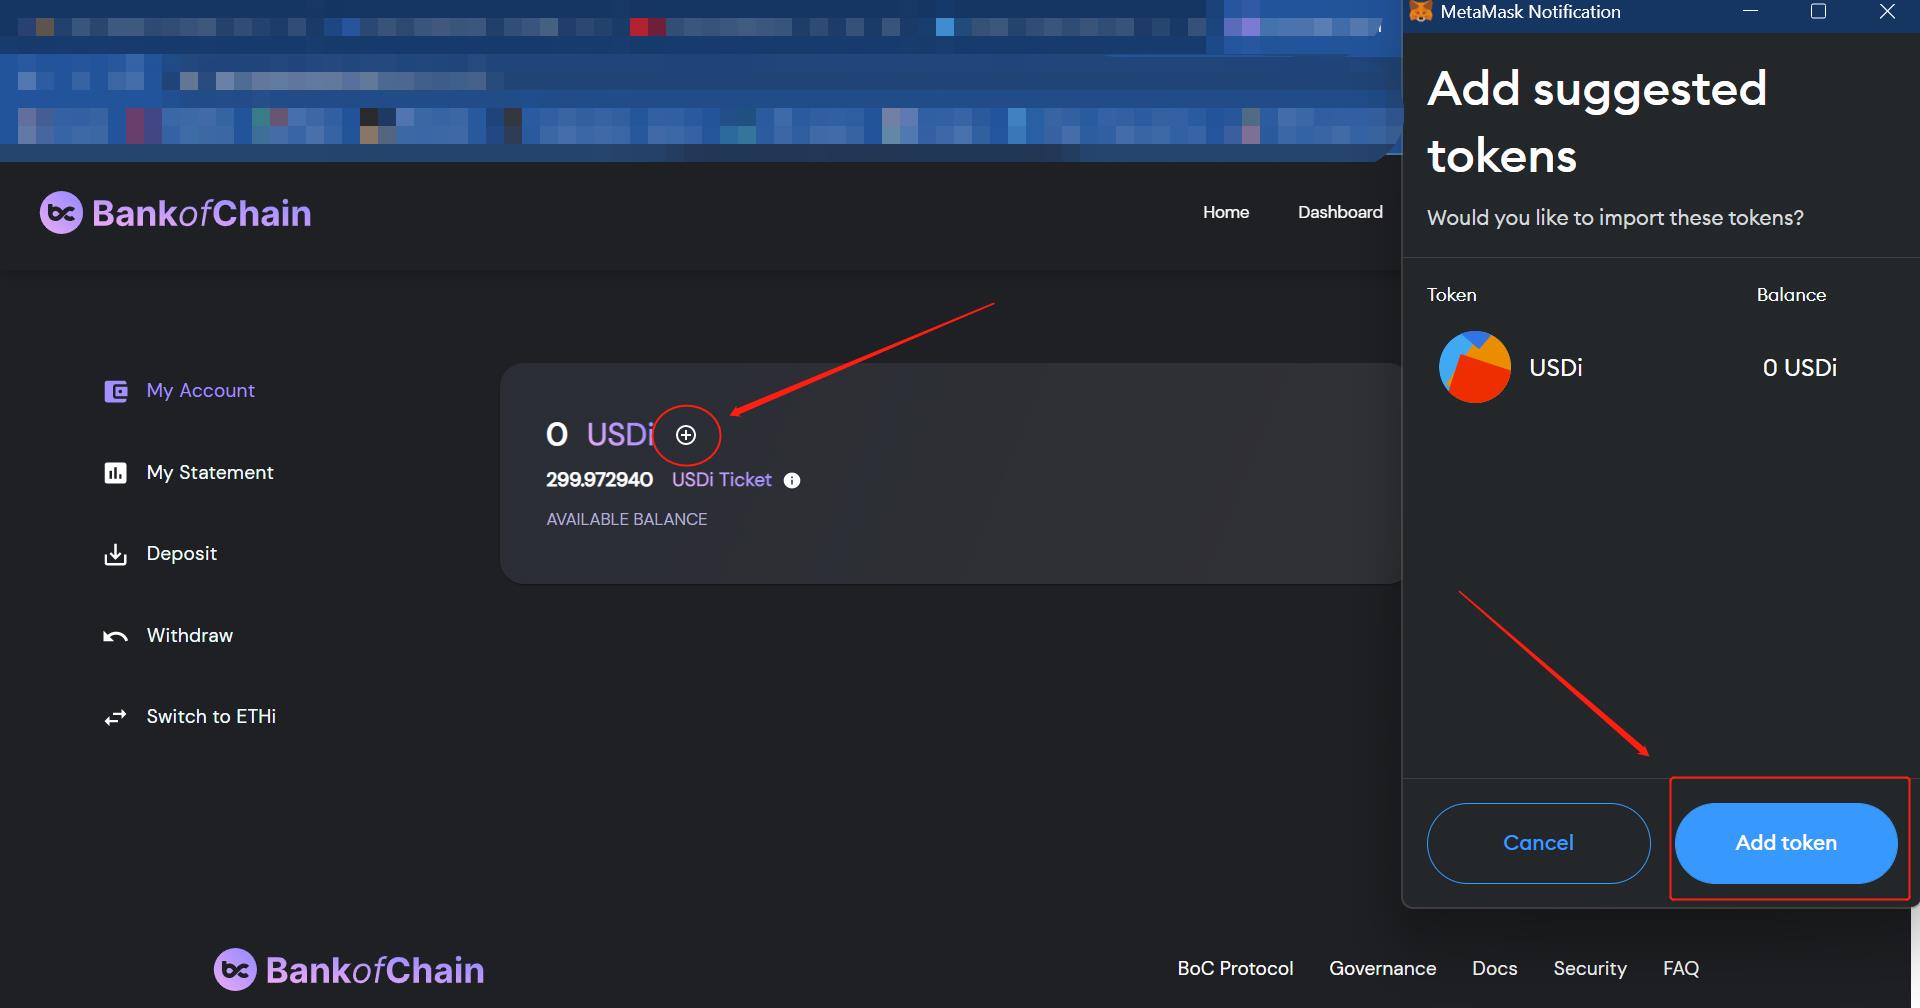 MetaMask Notification
Add suggested
tokens
Would you like to import these tokens?
Token Balance
USDi 0 USDi
Cancel Add token
bc BankofChain
Home Dashboard
My Account
My Statement
Deposit
Withdraw
Switch to ETHi
0 USDi
299.972940 USDi Ticket
AVAILABLE BALANCE
bc BankofChain
BoC Protocol Governance Docs Security FAQ